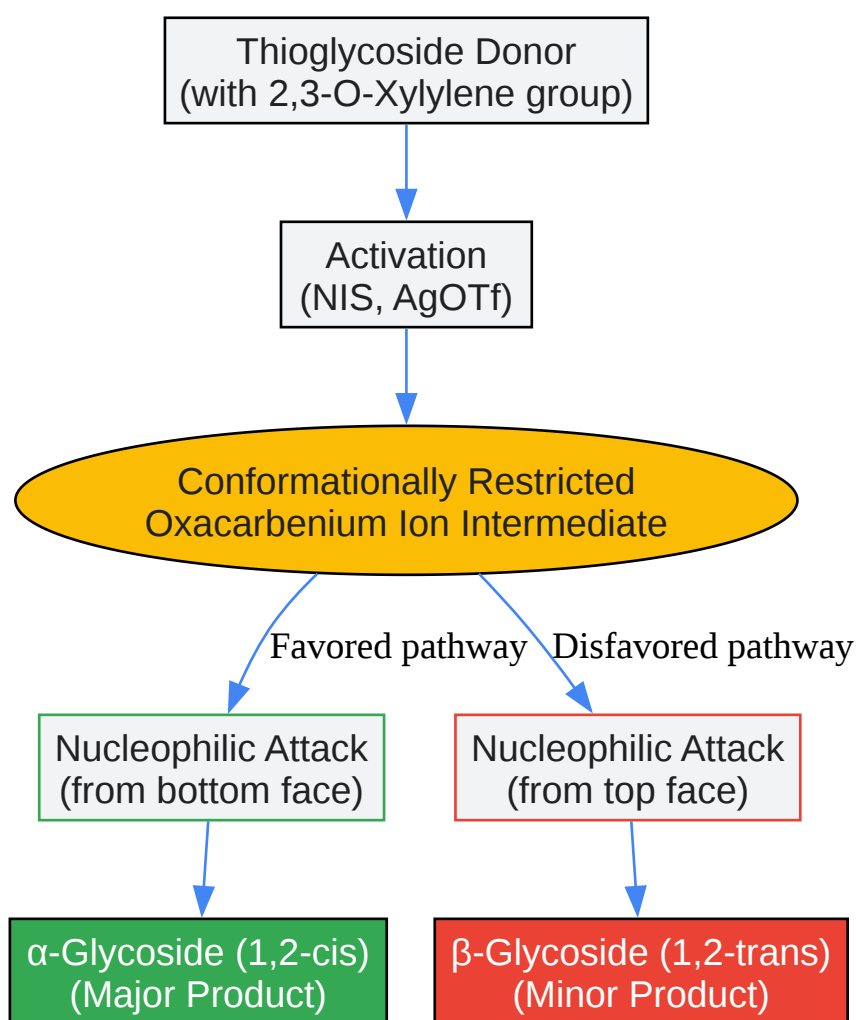 Thioglycoside Donor
(with 2,3-O-Xylylene group)
Activation
(NIS, AgOTf)
Conformationally Restricted
Oxacarbenium Ion Intermediate
Favored pathway
Disfavored pathway
Nucleophilic Attack
(from bottom face)
Nucleophilic Attack
(from top face)
α-Glycoside (1,2-cis)
(Major Product)
β-Glycoside (1,2-trans)
(Minor Product)